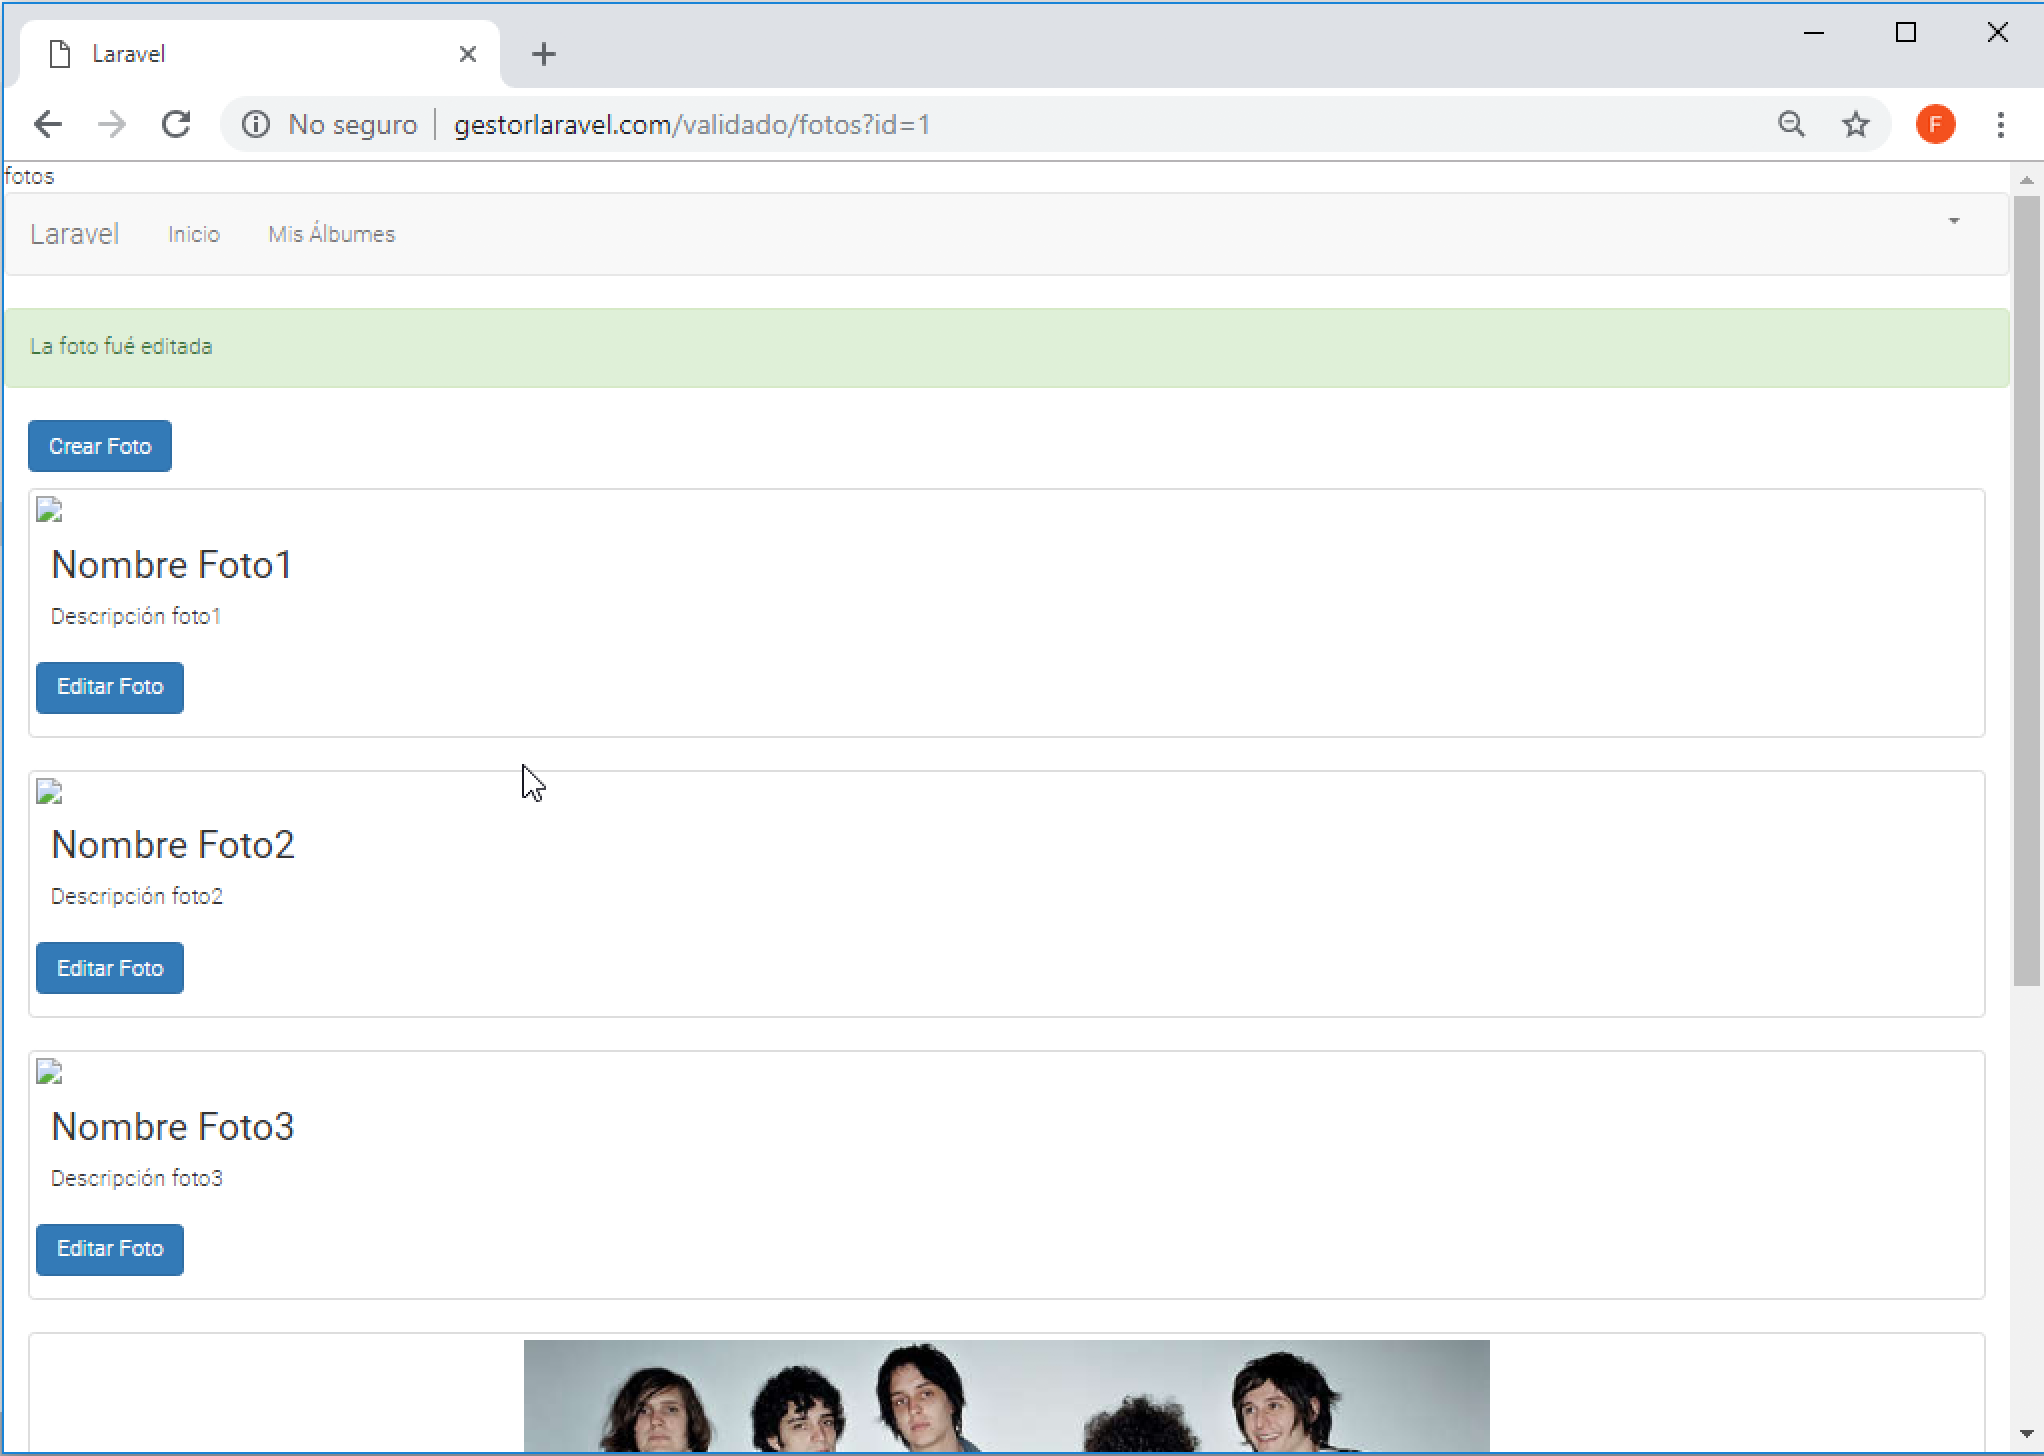 Laravel
No seguro gestorlaravel.com/validado/fotos?id=1
F
fotos
Laravel Inicio Mis Álbumes
La foto fué editada
Crear Foto
Nombre Foto1
Descripción foto1
Editar Foto
Nombre Foto2
Descripción foto2
Editar Foto
Nombre Foto3
Descripción foto3
Editar Foto